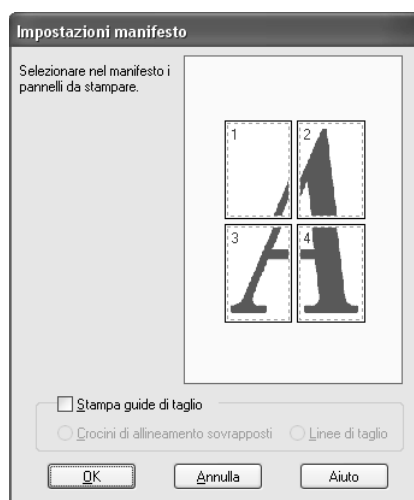 Impostazioni manifesto
Selezionare nel manifesto i
pannelli da stampare.
1 2
3 4
Stampa guide di taglio
Crocini di allineamento sovrapposti Linee di taglio
OK Annulla Aiuto